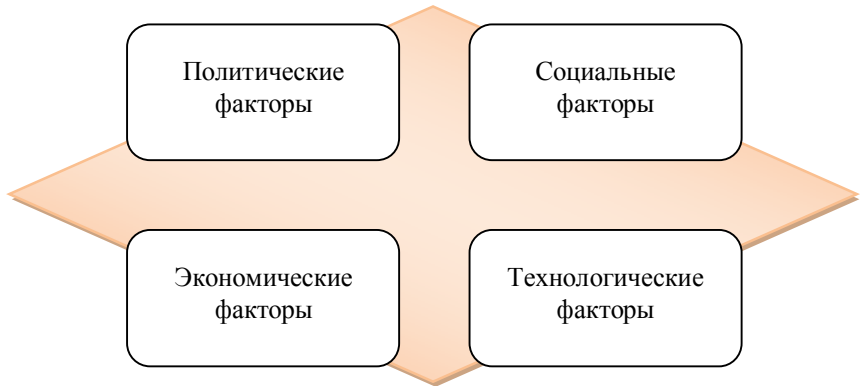 Политические
факторы
Социальные
факторы
Экономические
факторы
Технологические
факторы